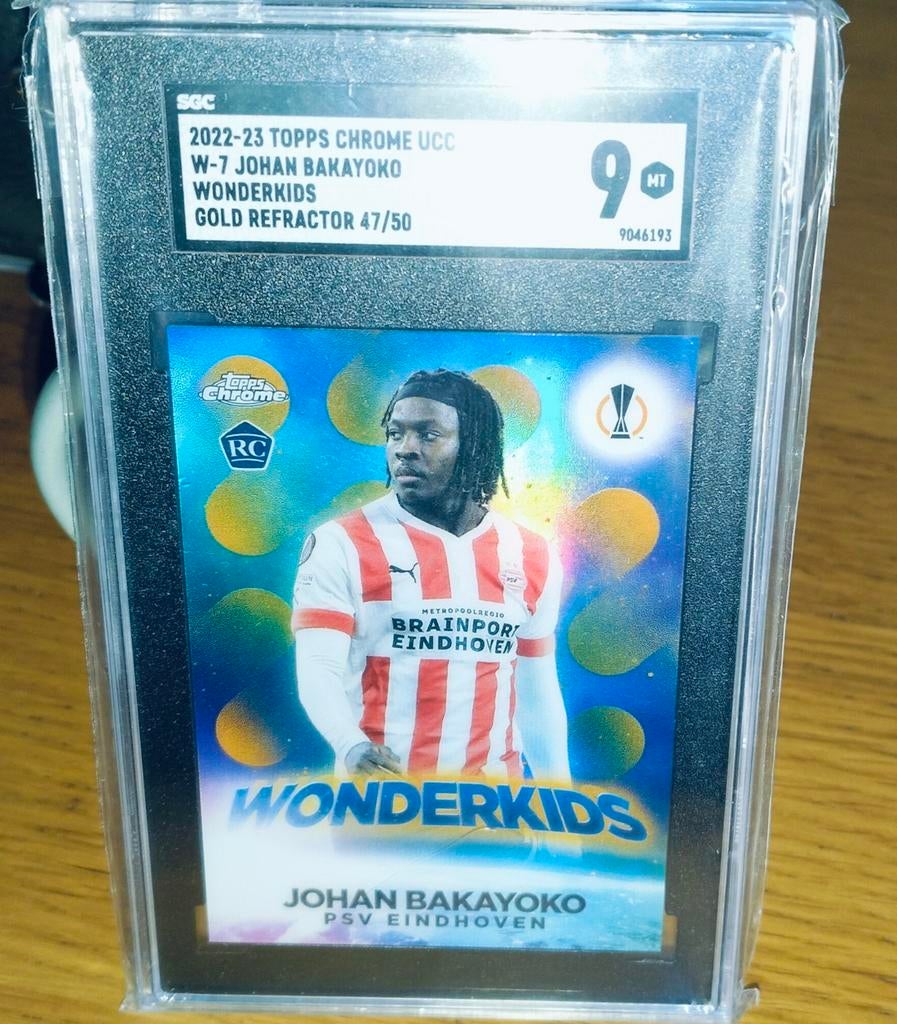 SGC
2022-23 TOPPS CHROME UCC
W-7 JOHAN BAKAYOKO
WONDERKIDS
GOLD REFRACTOR 47/50
9 MT
9046193
Topps
Chrome
RC
PSV
METROPOOLREGIO
BRAINPORT
EINDHOVEN
WONDERKIDS
JOHAN BAKAYOKO
PSV EINDHOVEN